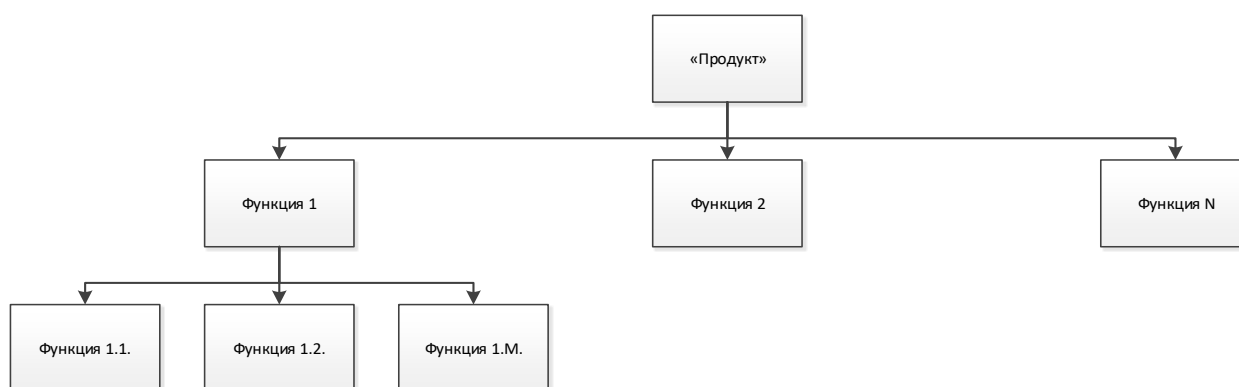 «Продукт»
Функция 1
Функция 2
Функция N
Функция 1.1.
Функция 1.2.
Функция 1.M.